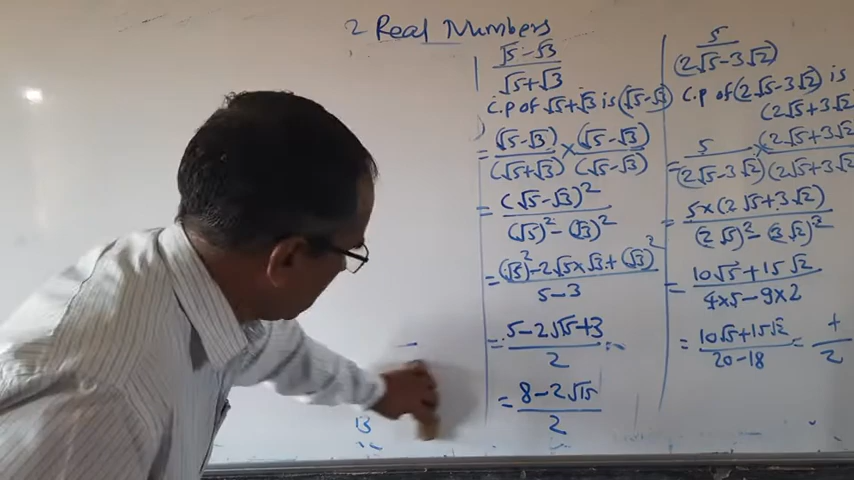 2 Real Numbers
√5-√3
√5+√3
C.P of √5+√3 is (√5-√3)
= (√5-√3) × (√5-√3)
(√5+√3) (√5-√3)
= (√5-√3)²
(√5)² - (√3)²
= (√5)² - 2√5×√3 + (√3)²
5-3
= 5-2√15+3
2
= 8-2√15
2
5
(2√5-3√2)
C.P of (2√5-3√2) is
(2√5+3√2
= 5 × (2√5+3√2
(2√5-3√2) (2√5+3√2
= 5×(2√5+3√2)
(2√5)² - (3√2)²
= 10√5 + 15√2
4×5-9×2
= 10√5+15√2 = +
20-18 2
13